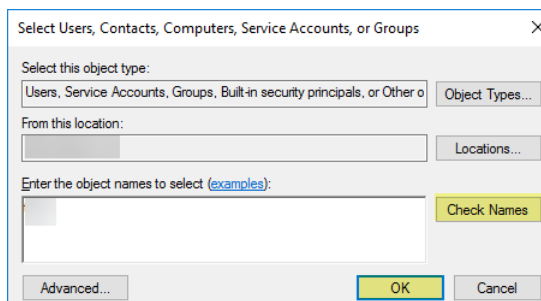 Select Users, Contacts, Computers, Service Accounts, or Groups
Select this object type:
Users, Service Accounts, Groups, Built-in security principals, or Other o
Object Types...
From this location:
Locations...
Enter the object names to select (examples):
Check Names
Advanced...
OK
Cancel